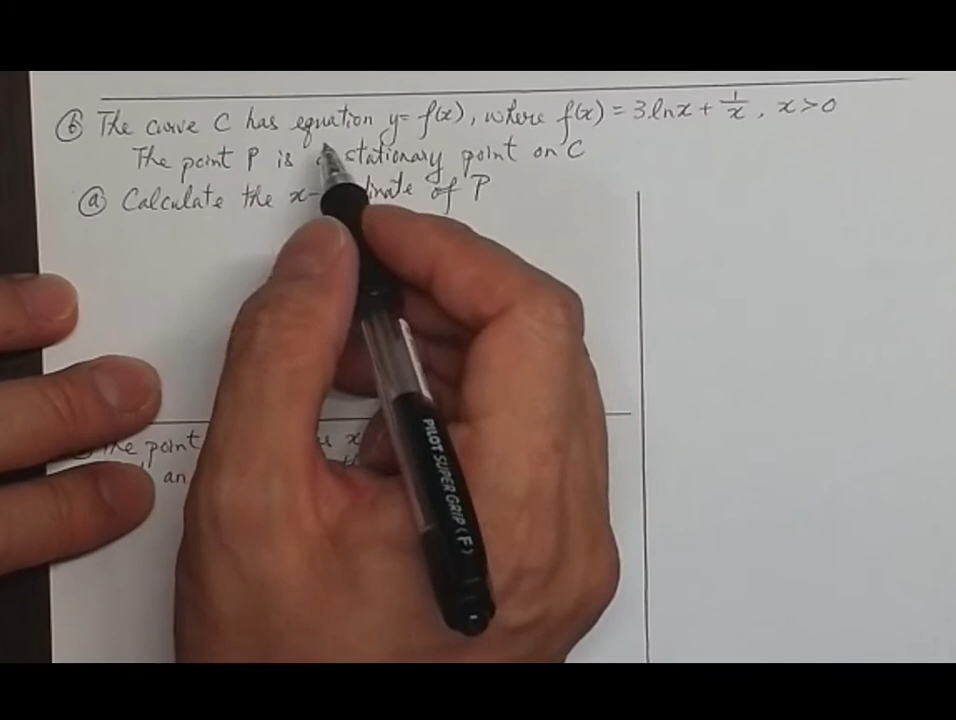 ⑥ The curve C has equation y= f(x), where f(x) = 3lnx + 1/x, x>0
The point P is stationary point on C
ⓐ Calculate the x- dinate of P
the point x
an
PILOT SUPER GRIP (F)